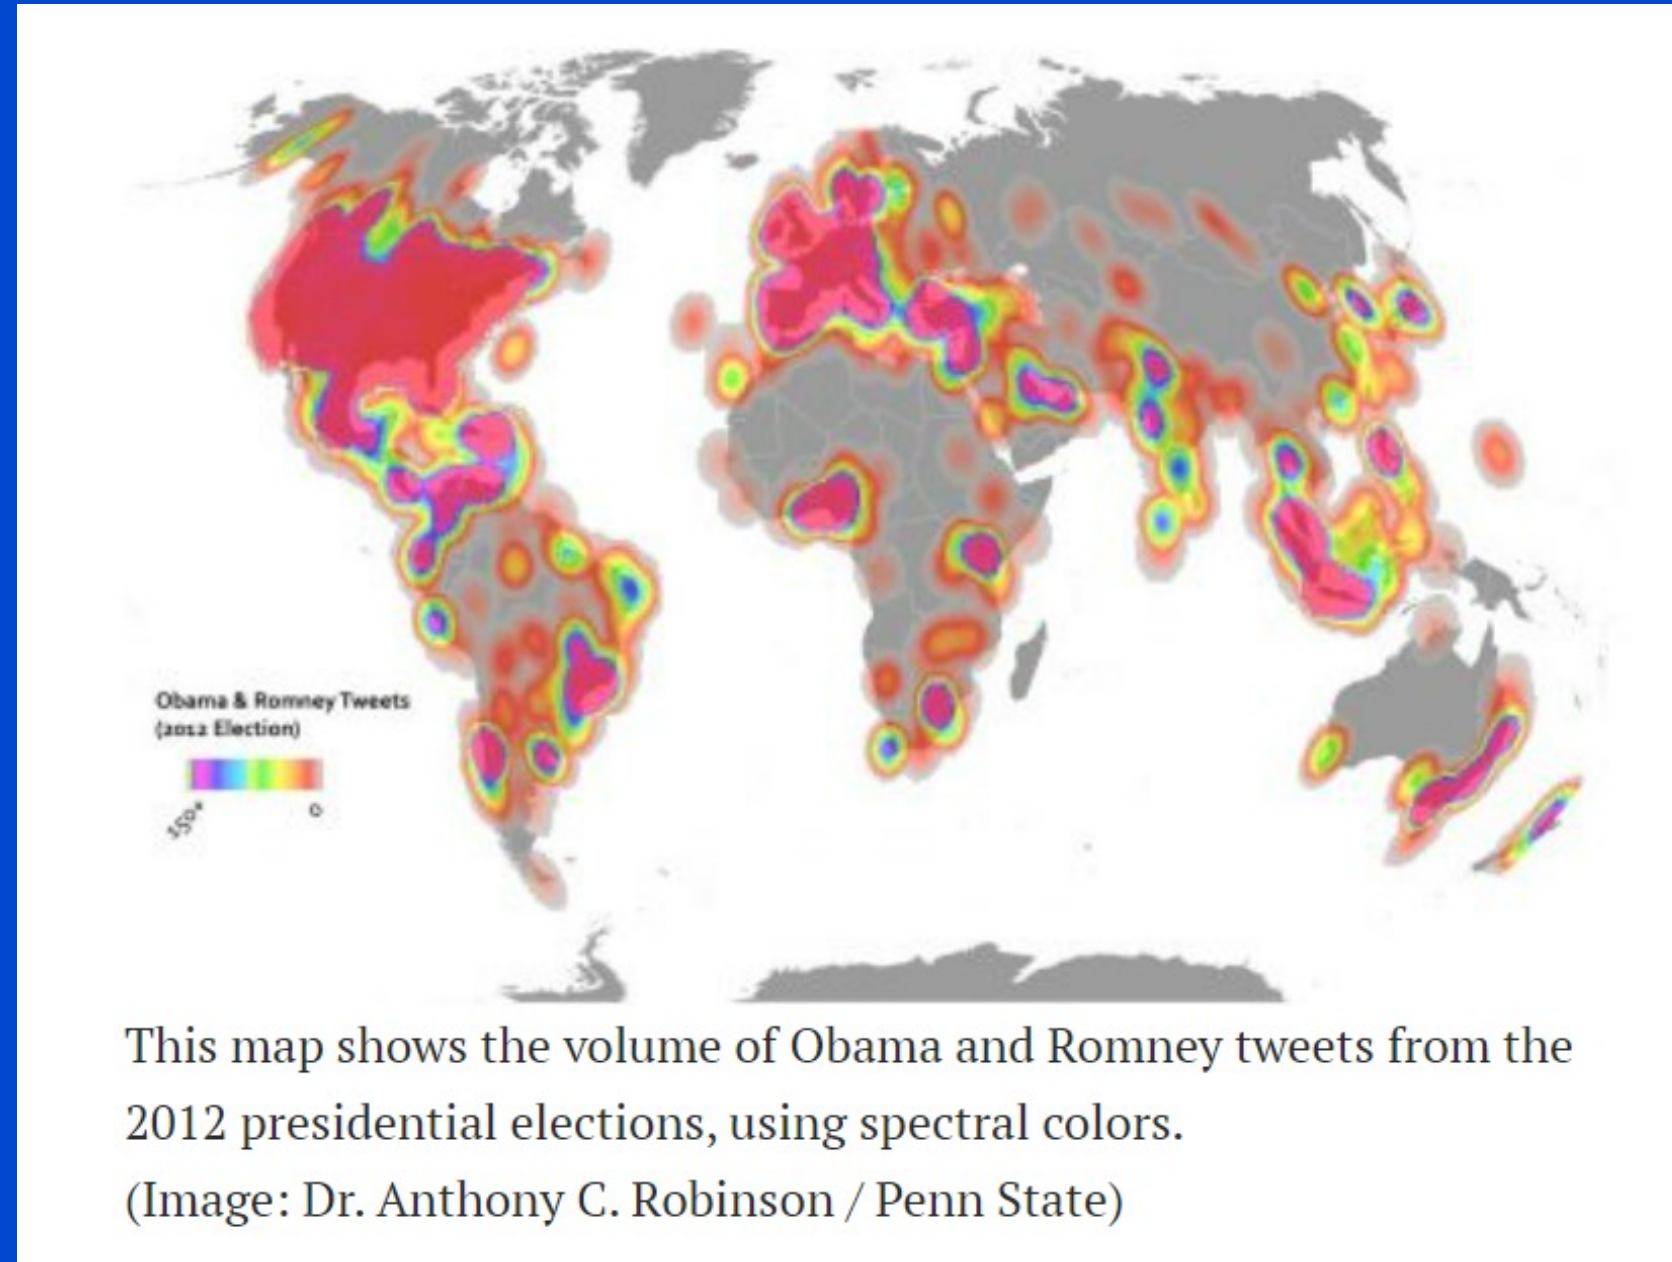 Obama & Romney Tweets
(2012 Election)
150+
0
This map shows the volume of Obama and Romney tweets from the
2012 presidential elections, using spectral colors.
(Image: Dr. Anthony C. Robinson / Penn State)